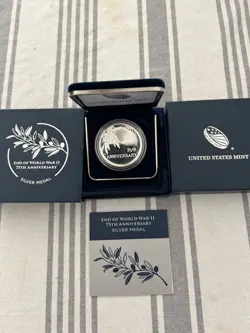 75th
ANNIVERSARY
END OF WORLD WAR II
75TH ANNIVERSARY
SILVER MEDAL
UNITED STATES MINT
END OF WORLD WAR II
75TH ANNIVERSARY
SILVER MEDAL